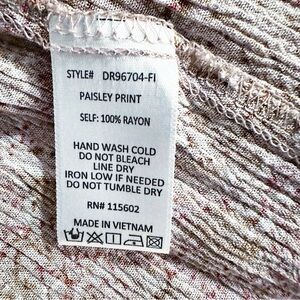 STYLE# DR96704-FI
PAISLEY PRINT
SELF: 100% RAYON
HAND WASH COLD
DO NOT BLEACH
LINE DRY
IRON LOW IF NEEDED
DO NOT TUMBLE DRY
RN# 115602
MADE IN VIETNAM